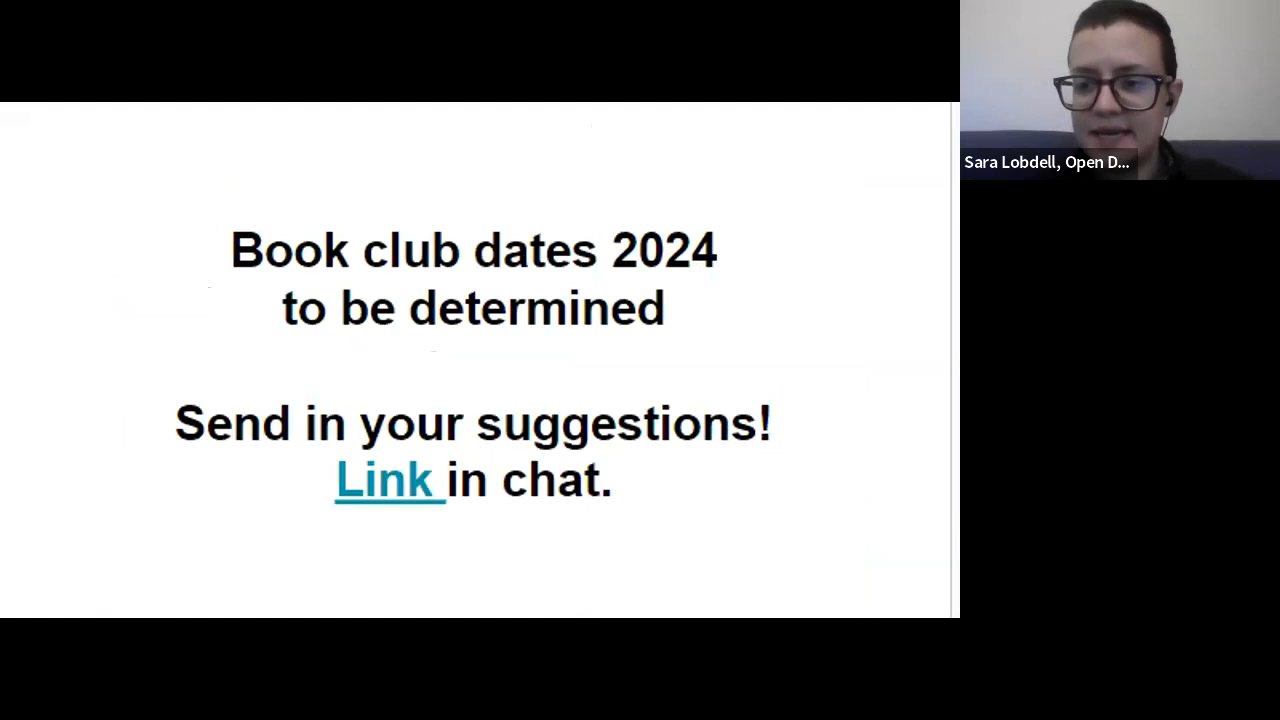 Book club dates 2024
to be determined
Send in your suggestions!
Link in chat.
Sara Lobdell, Open D...